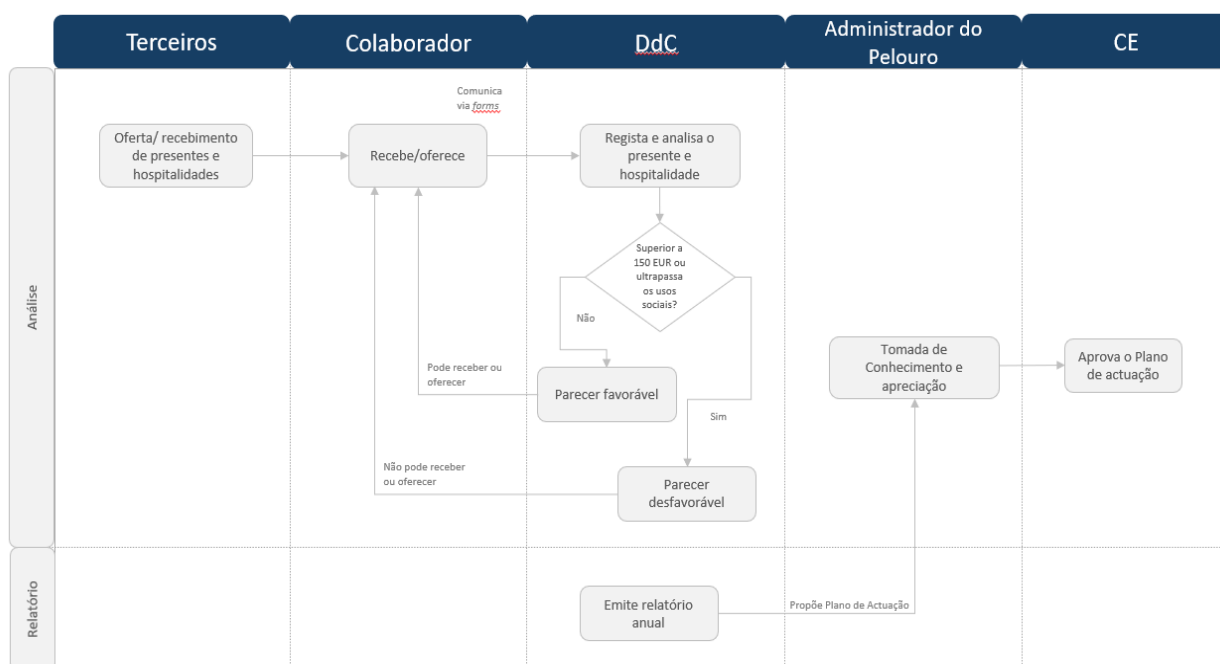 Terceiros
Colaborador
DdC
Administrador do
Pelouro
CE
Análise
Comunica
via forms
Oferta/ recebimento
de presentes e
hospitalidades
Recebe/oferece
Regista e analisa o
presente e
hospitalidade
Superior a
150 EUR ou
ultrapassa
os usos
sociais?
Não
Pode receber ou
oferecer
Parecer favorável
Sim
Tomada de
Conhecimento e
apreciação
Aprova o Plano
de actuação
Não pode receber
ou oferecer
Parecer
desfavorável
Relatório
Emite relatório
anual
Propõe Plano de Actuação